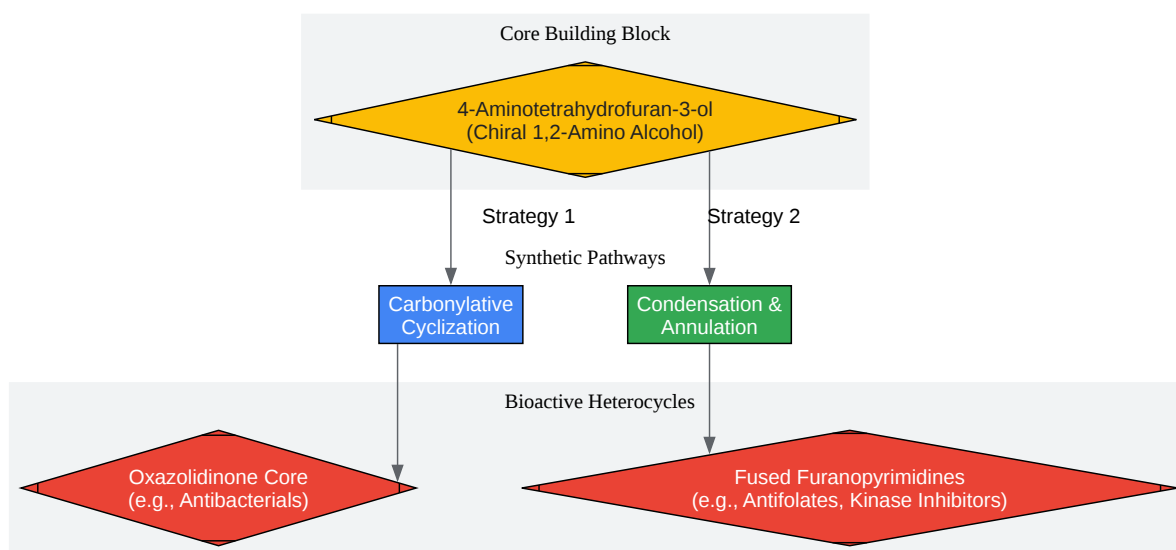 Core Building Block
4-Aminotetrahydrofuran-3-ol
(Chiral 1,2-Amino Alcohol)
Strategy 1
Strategy 2
Synthetic Pathways
Carbonylative
Cyclization
Condensation &
Annulation
Bioactive Heterocycles
Oxazolidinone Core
(e.g., Antibacterials)
Fused Furanopyrimidines
(e.g., Antifolates, Kinase Inhibitors)